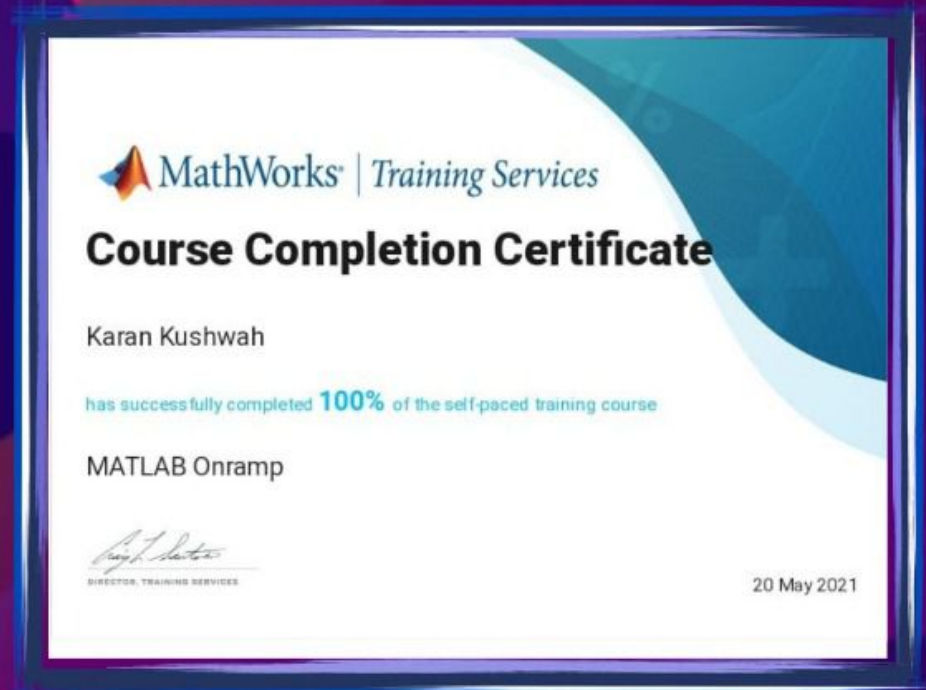 MathWorks® | Training Services
Course Completion Certificate
Karan Kushwah
has successfully completed 100% of the self-paced training course
MATLAB Onramp
DIRECTOR, TRAINING SERVICES
20 May 2021